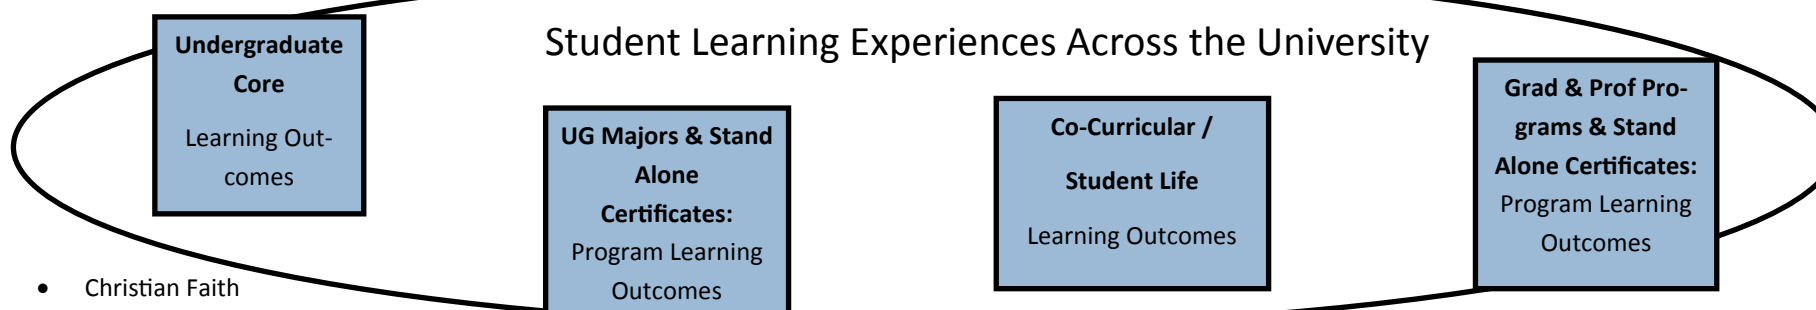 Student Learning Experiences Across the University
Undergraduate
Core
Learning Out-
comes
UG Majors & Stand
Alone
Certificates:
Program Learning
Outcomes
Co-Curricular /
Student Life
Learning Outcomes
Grad & Prof Pro-
grams & Stand
Alone Certificates:
Program Learning
Outcomes
• Christian Faith